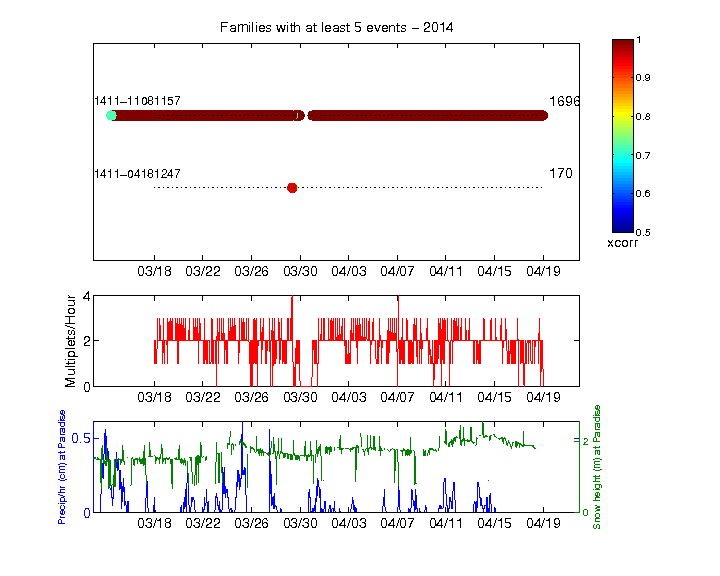 Families with at least 5 events − 2014
1411−11081157
1696
1411−04181247
170
03/18 03/22 03/26 03/30 04/03 04/07 04/11 04/15 04/19
1
0.9
0.8
0.7
0.6
0.5
xcorr
Multiplets/Hour
4
2
0
03/18 03/22 03/26 03/30 04/03 04/07 04/11 04/15 04/19
Precip/hr (cm) at Paradise
0.5
0
2
0
Snow height (m) at Paradise
03/18 03/22 03/26 03/30 04/03 04/07 04/11 04/15 04/19